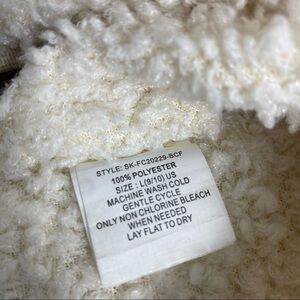 STYLE: SK-FC20229-BCF
100% POLYESTER
SIZE : L(9/10) US
MACHINE WASH COLD
GENTLE CYCLE
ONLY NON CHLORINE BLEACH
WHEN NEEDED
LAY FLAT TO DRY